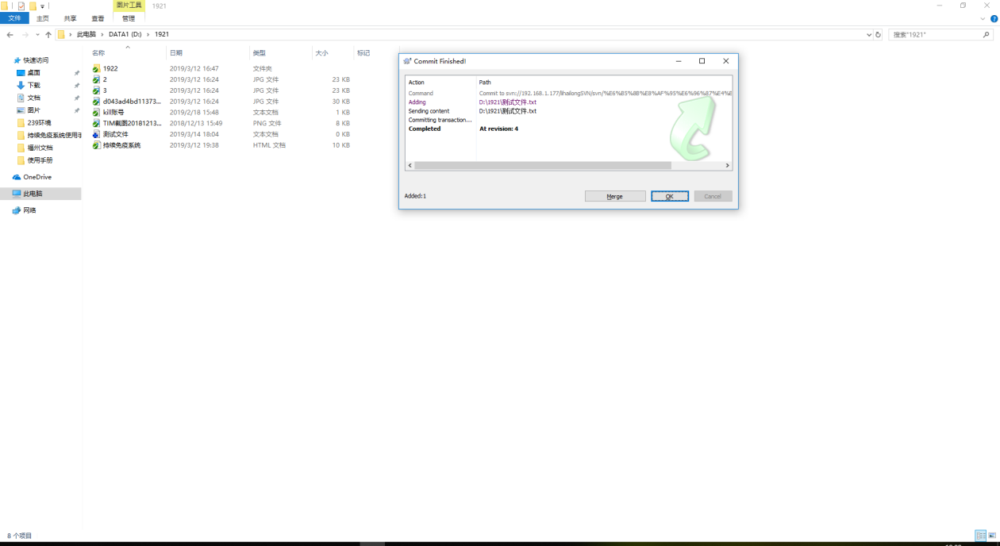 图片工具 1921
文件 主页 共享 查看 管理
此电脑 › DATA1 (D:) › 1921 搜索"1921"
快速访问
桌面
下载
文档
图片
239环境
持续免疫系统使用手
福州文档
使用手册
OneDrive
此电脑
网络
名称 日期 类型 大小 标记
1922 2019/3/12 16:47 文件夹
2 2019/3/12 16:24 JPG 文件 23 KB
3 2019/3/12 16:24 JPG 文件 23 KB
d043ad4bd11373... 2019/3/12 16:24 JPG 文件 30 KB
kill账号 2019/2/18 15:48 文本文档 1 KB
TIM截图20181213... 2018/12/13 15:49 PNG 文件 8 KB
测试文件 2019/3/14 18:04 文本文档 0 KB
持续免疫系统 2019/3/12 19:38 HTML 文档 10 KB
Commit Finished!
Action Path
Command Commit to svn://192.168.1.177/lihailongSVN/svn/%E6%B5%8B%E8%AF%95%E6%96%87%E4%B
Adding D:\1921\测试文件.txt
Sending content D:\1921\测试文件.txt
Committing transaction...
Completed At revision: 4
Added:1
Merge OK Cancel
8 个项目